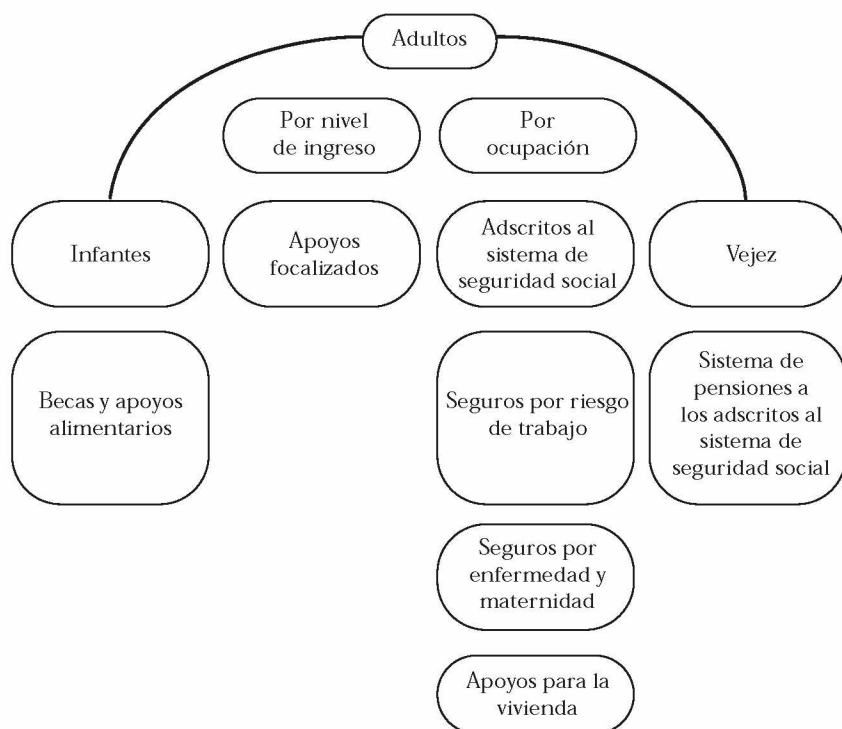 Adultos
Por nivel
de ingreso
Por
ocupación
Infantes
Apoyos
focalizados
Adscritos al
sistema de
seguridad social
Vejez
Becas y apoyos
alimentarios
Seguros por riesgo
de trabajo
Sistema de
pensiones a
los adscritos al
sistema de
seguridad social
Seguros por
enfermedad y
maternidad
Apoyos para la
vivienda